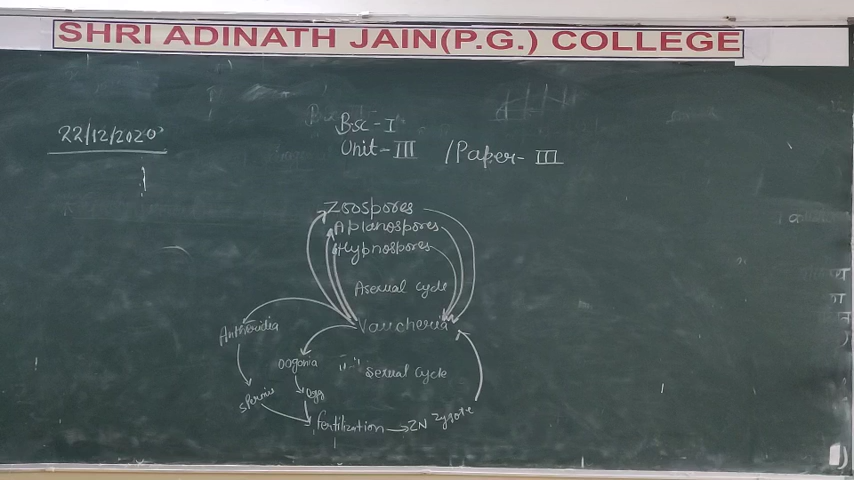 SHRI ADINATH JAIN(P.G.) COLLEGE
22/12/2020
Bsc-I
Unit-III /Paper-III
Zoospores
Aplanospores
Hypnospores
Asexual cycle
Vaucheria
Antheridia
oogonia
sexual cycle
egg
sperms
fertilization → 2N Zygote